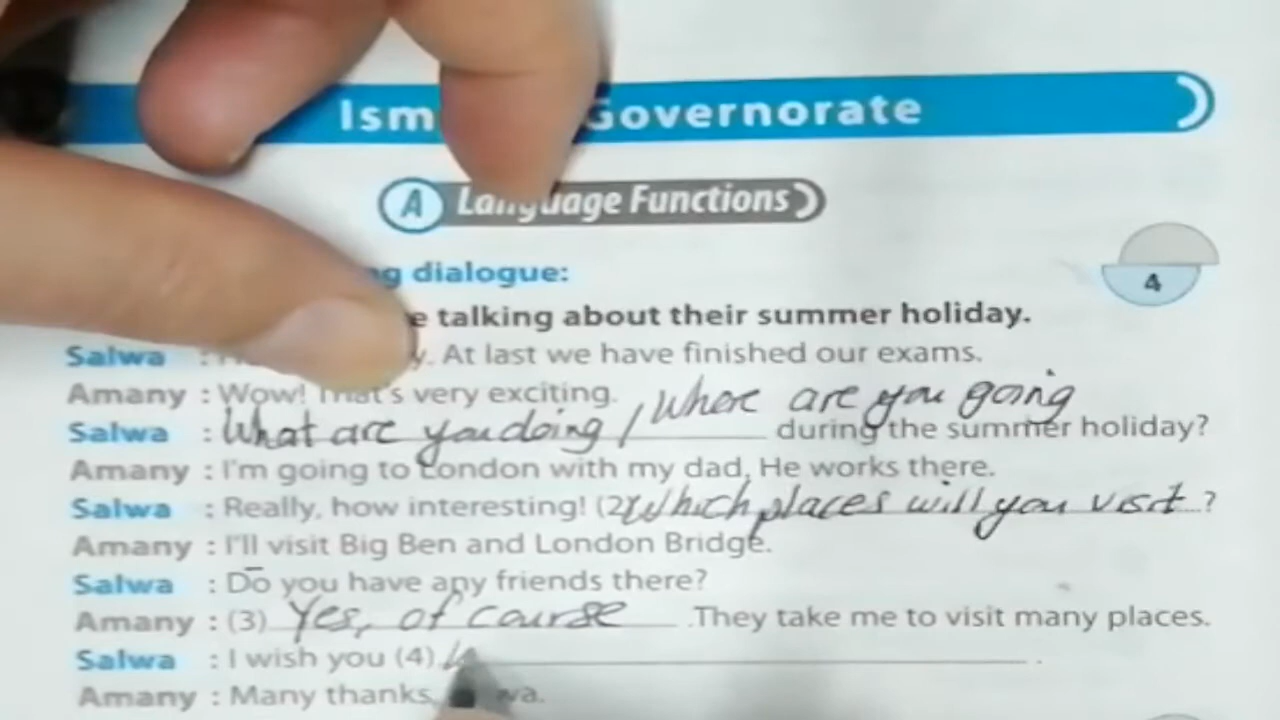 Ism Governorate
A Language Functions
dialogue:
4
e talking about their summer holiday.
Salwa : y. At last we have finished our exams.
Amany : Wow! That's very exciting. Where are you going
Salwa : What are you doing / during the summer holiday?
Amany : I'm going to London with my dad. He works there.
Salwa : Really, how interesting! (2) Which places will you visit ?
Amany : I'll visit Big Ben and London Bridge.
Salwa : Do you have any friends there?
Amany : (3) Yes, of course .They take me to visit many places.
Salwa : I wish you (4) .
Amany : Many thanks, wa.